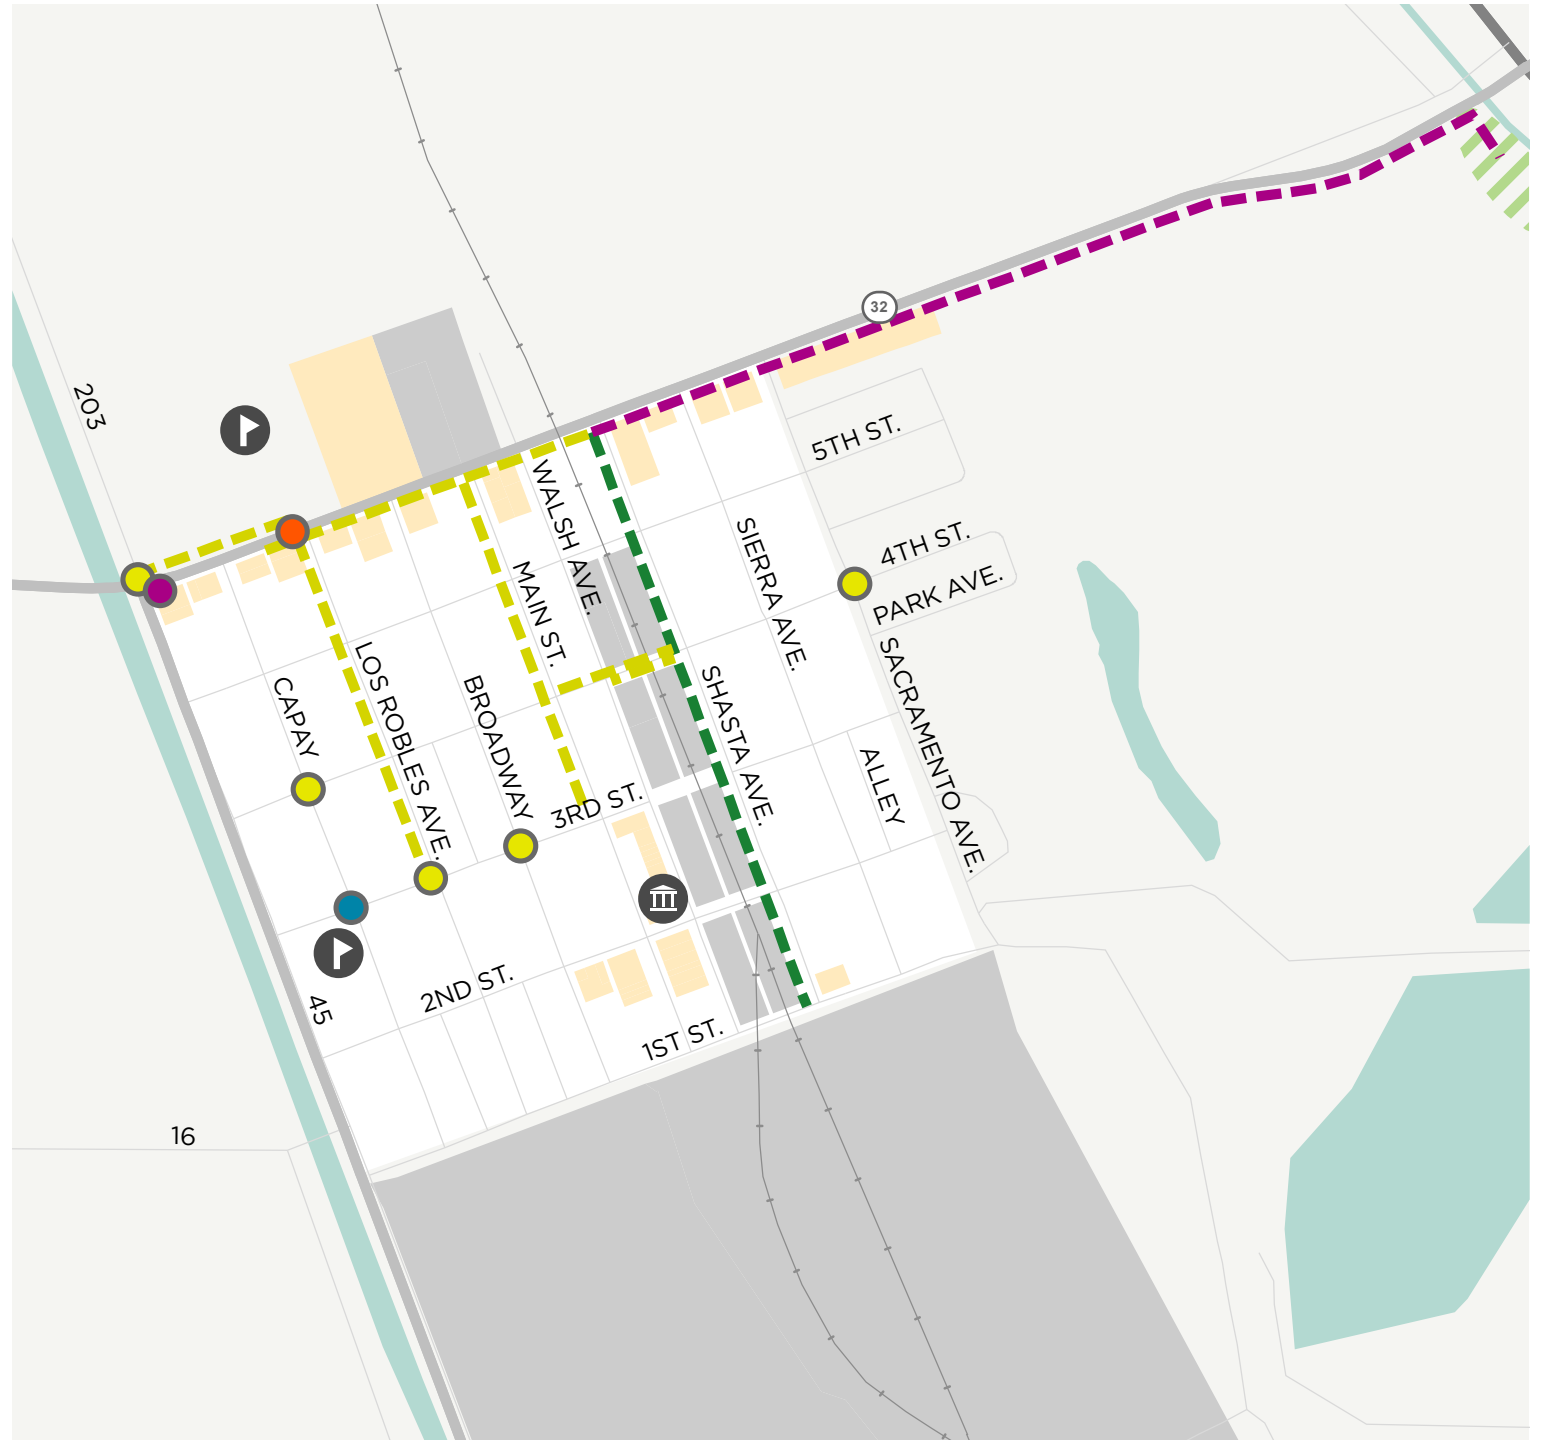 32
203
5TH ST.
WALSH AVE.
4TH ST.
SIERRA AVE.
MAIN ST.
PARK AVE.
LOS ROBLES AVE.
SACRAMENTO AVE.
SHASTA AVE.
CAPAY
BROADWAY
ALLEY
3RD ST.
2ND ST.
45
1ST ST.
16